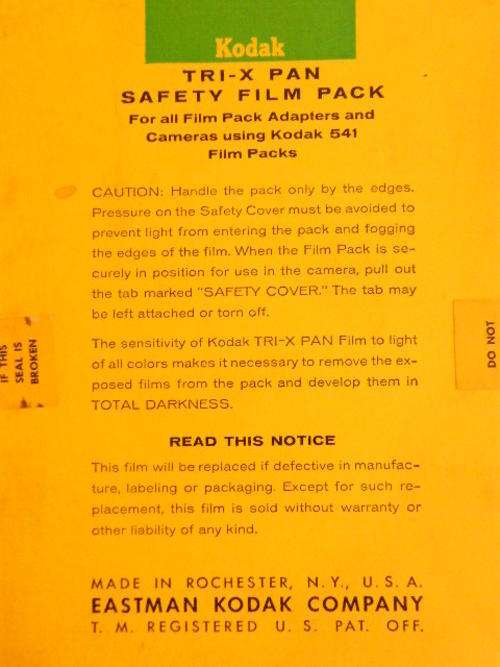 Kodak
TRI-X PAN
SAFETY FILM PACK
For all Film Pack Adapters and
Cameras using Kodak 541
Film Packs
CAUTION: Handle the pack only by the edges.
Pressure on the Safety Cover must be avoided to
prevent light from entering the pack and fogging
the edges of the film. When the Film Pack is se-
curely in position for use in the camera, pull out
the tab marked "SAFETY COVER." The tab may
be left attached or torn off.
IF THIS
SEAL IS
BROKEN
DO NOT
The sensitivity of Kodak TRI-X PAN Film to light
of all colors makes it necessary to remove the ex-
posed films from the pack and develop them in
TOTAL DARKNESS.
READ THIS NOTICE
This film will be replaced if defective in manufac-
ture, labeling or packaging. Except for such re-
placement, this film is sold without warranty or
other liability of any kind.
MADE IN ROCHESTER, N.Y., U.S.A.
EASTMAN KODAK COMPANY
T. M. REGISTERED U. S. PAT. OFF.